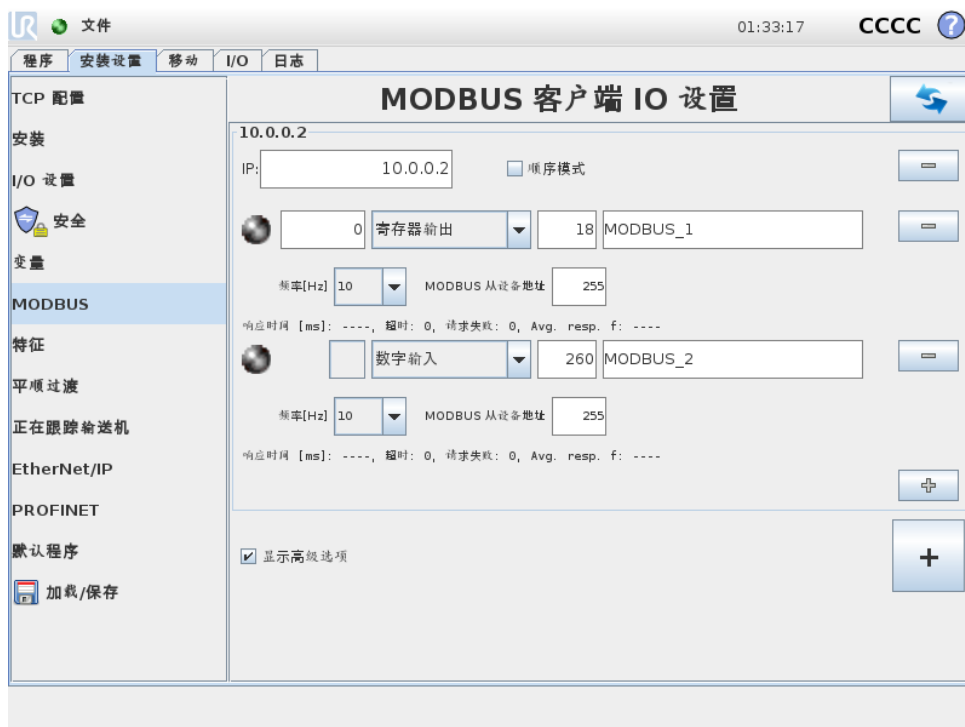 UR 文件 01:33:17 CCCC ?
程序 安装设置 移动 I/O 日志
TCP 配置
安装
I/O 设置
安全
变量
MODBUS
特征
平顺过渡
正在跟踪输送机
EtherNet/IP
PROFINET
默认程序
加载/保存
MODBUS 客户端 IO 设置
10.0.0.2
IP: 10.0.0.2 顺序模式
0 寄存器输出 18 MODBUS_1
频率[Hz] 10 MODBUS 从设备地址 255
响应时间 [ms]: ----, 超时: 0, 请求失败: 0, Avg. resp. f: ----
数字输入 260 MODBUS_2
频率[Hz] 10 MODBUS 从设备地址 255
响应时间 [ms]: ----, 超时: 0, 请求失败: 0, Avg. resp. f: ----
显示高级选项